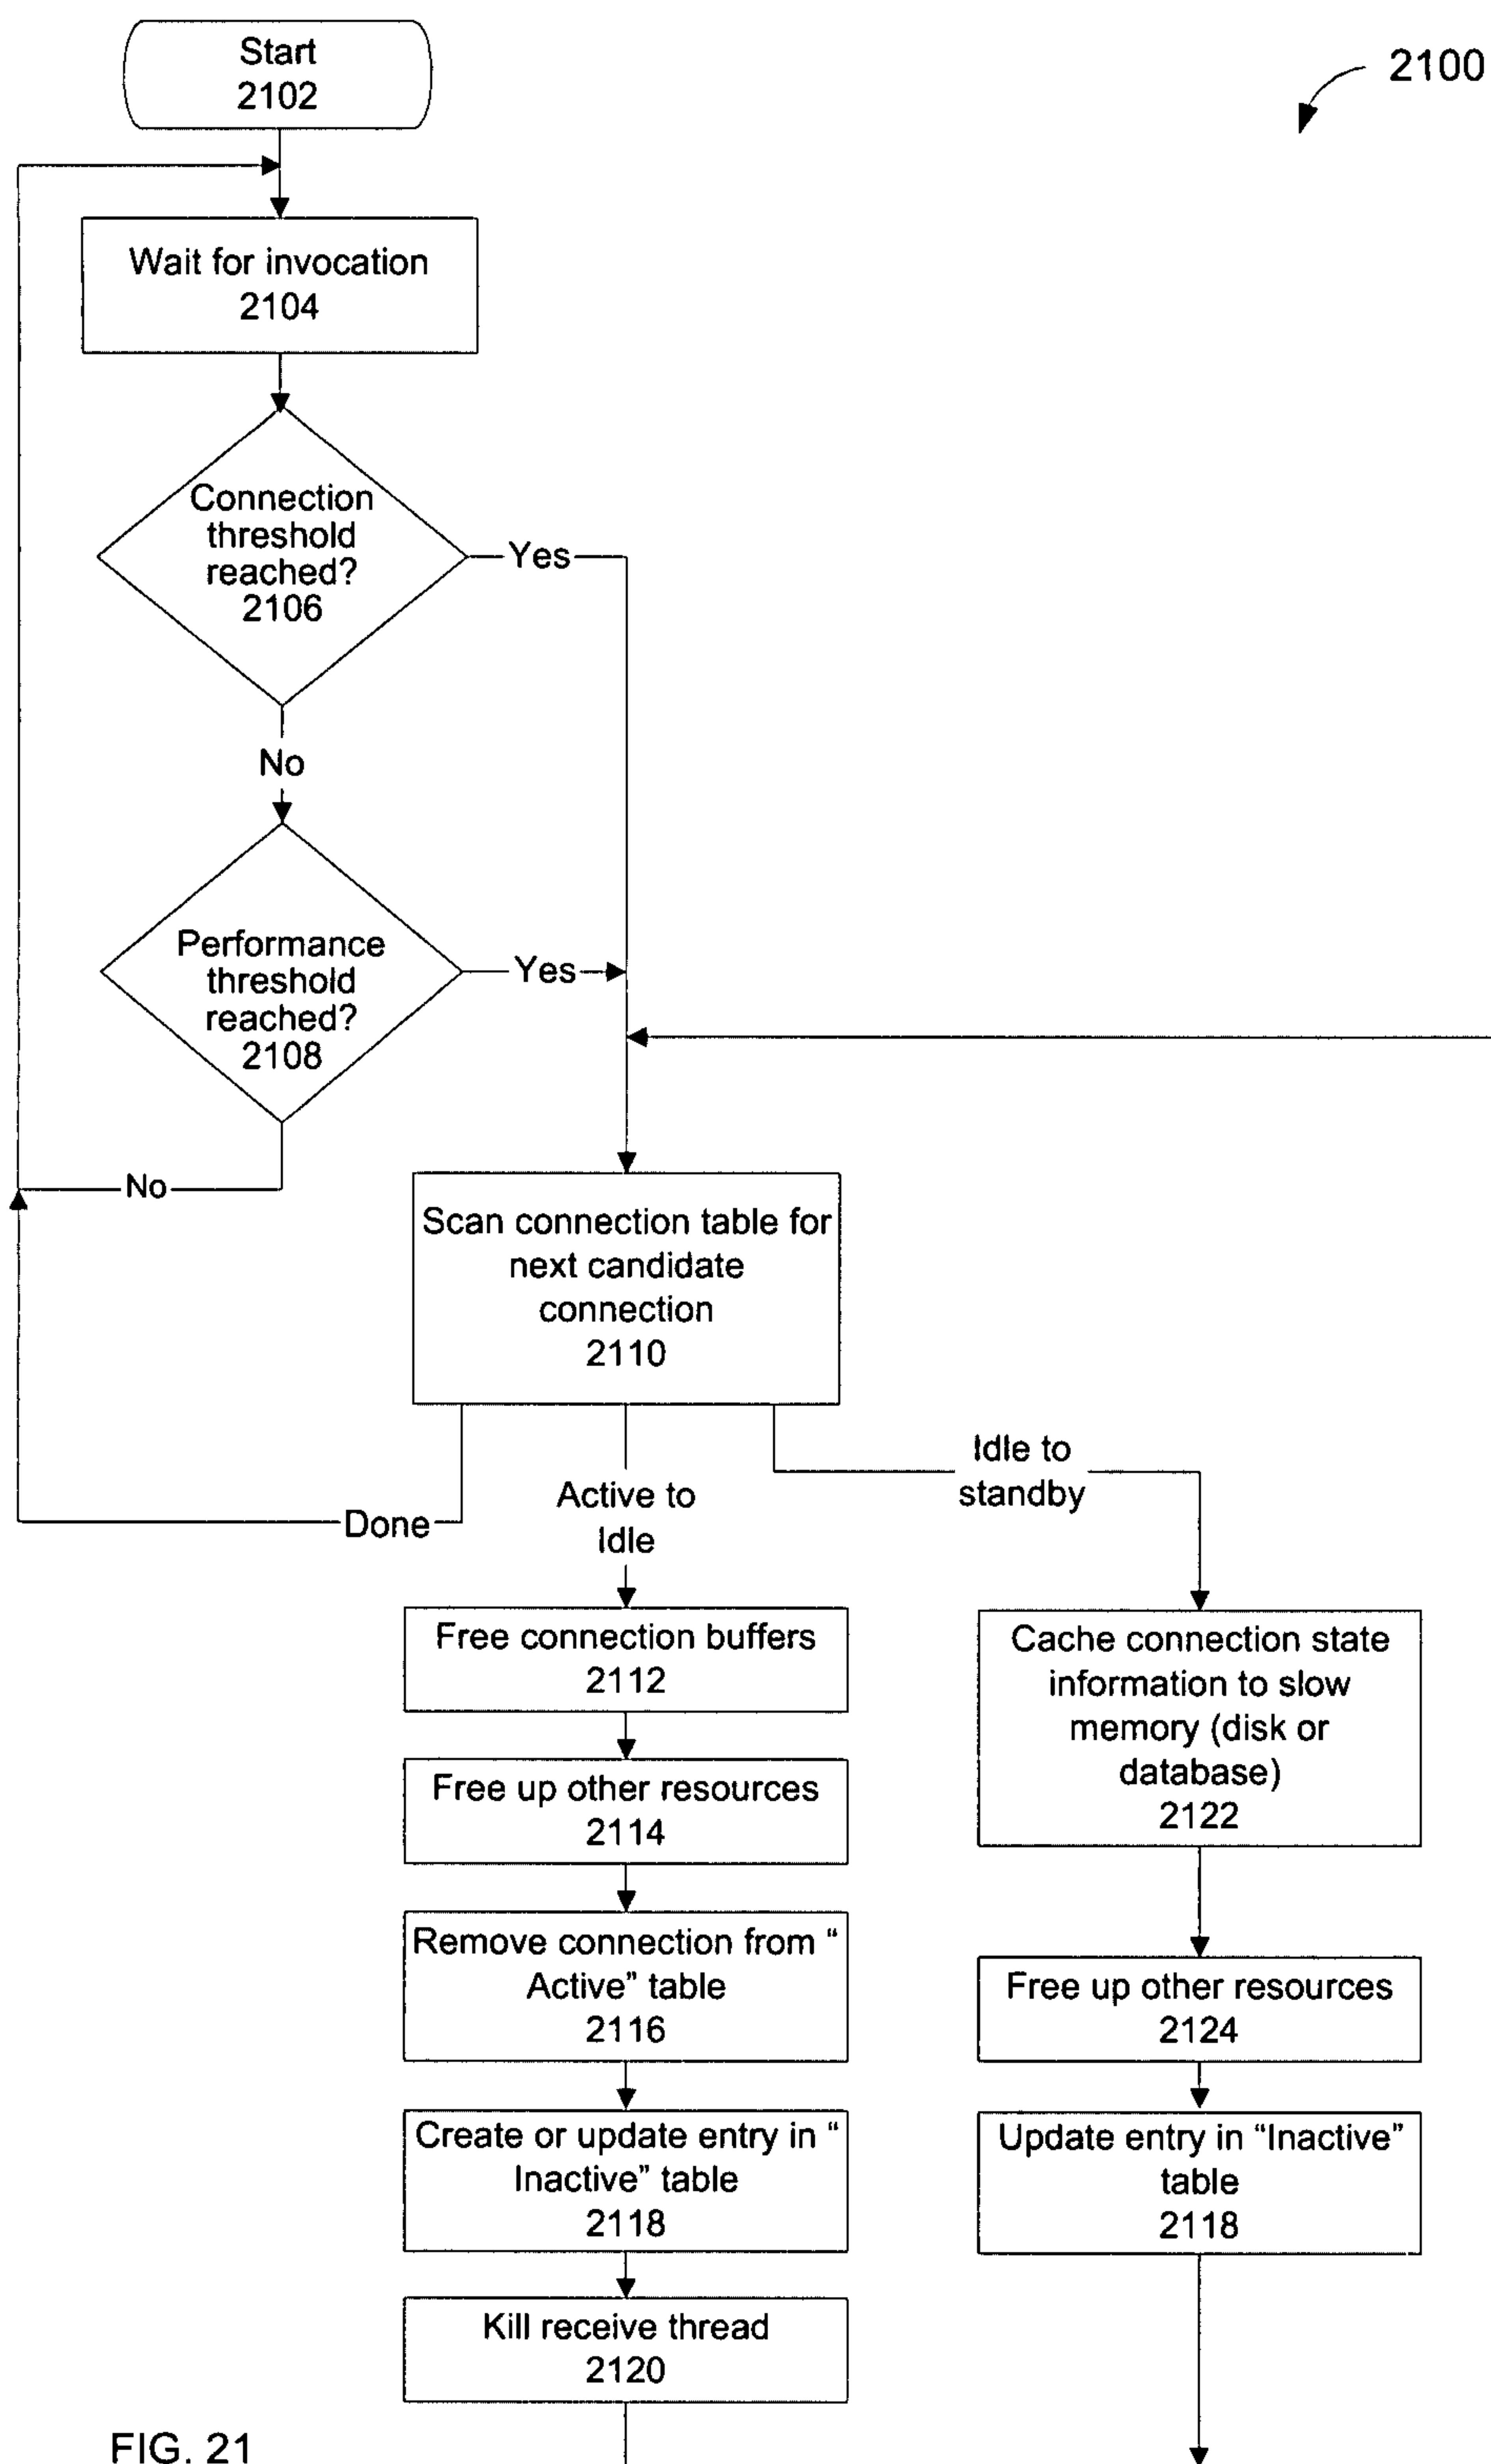 Start
2102
2100
Wait for invocation
2104
Connection
threshold
reached?
2106
Yes
No
Performance
threshold
reached?
2108
Yes
No
Scan connection table for
next candidate
connection
2110
Done
Active to
Idle
Idle to
standby
Free connection buffers
2112
Free up other resources
2114
Remove connection from “
Active” table
2116
Create or update entry in “
Inactive” table
2118
Kill receive thread
2120
Cache connection state
information to slow
memory (disk or
database)
2122
Free up other resources
2124
Update entry in “Inactive”
table
2118
FIG. 21